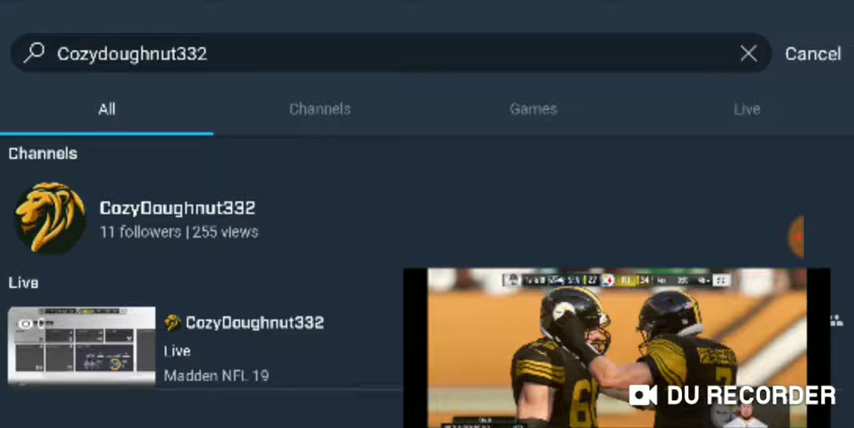 Cozydoughnut332
Cancel
All
Channels
Games
Live
Channels
CozyDoughnut332
11 followers | 255 views
Live
CozyDoughnut332
Live
Madden NFL 19
DU RECORDER